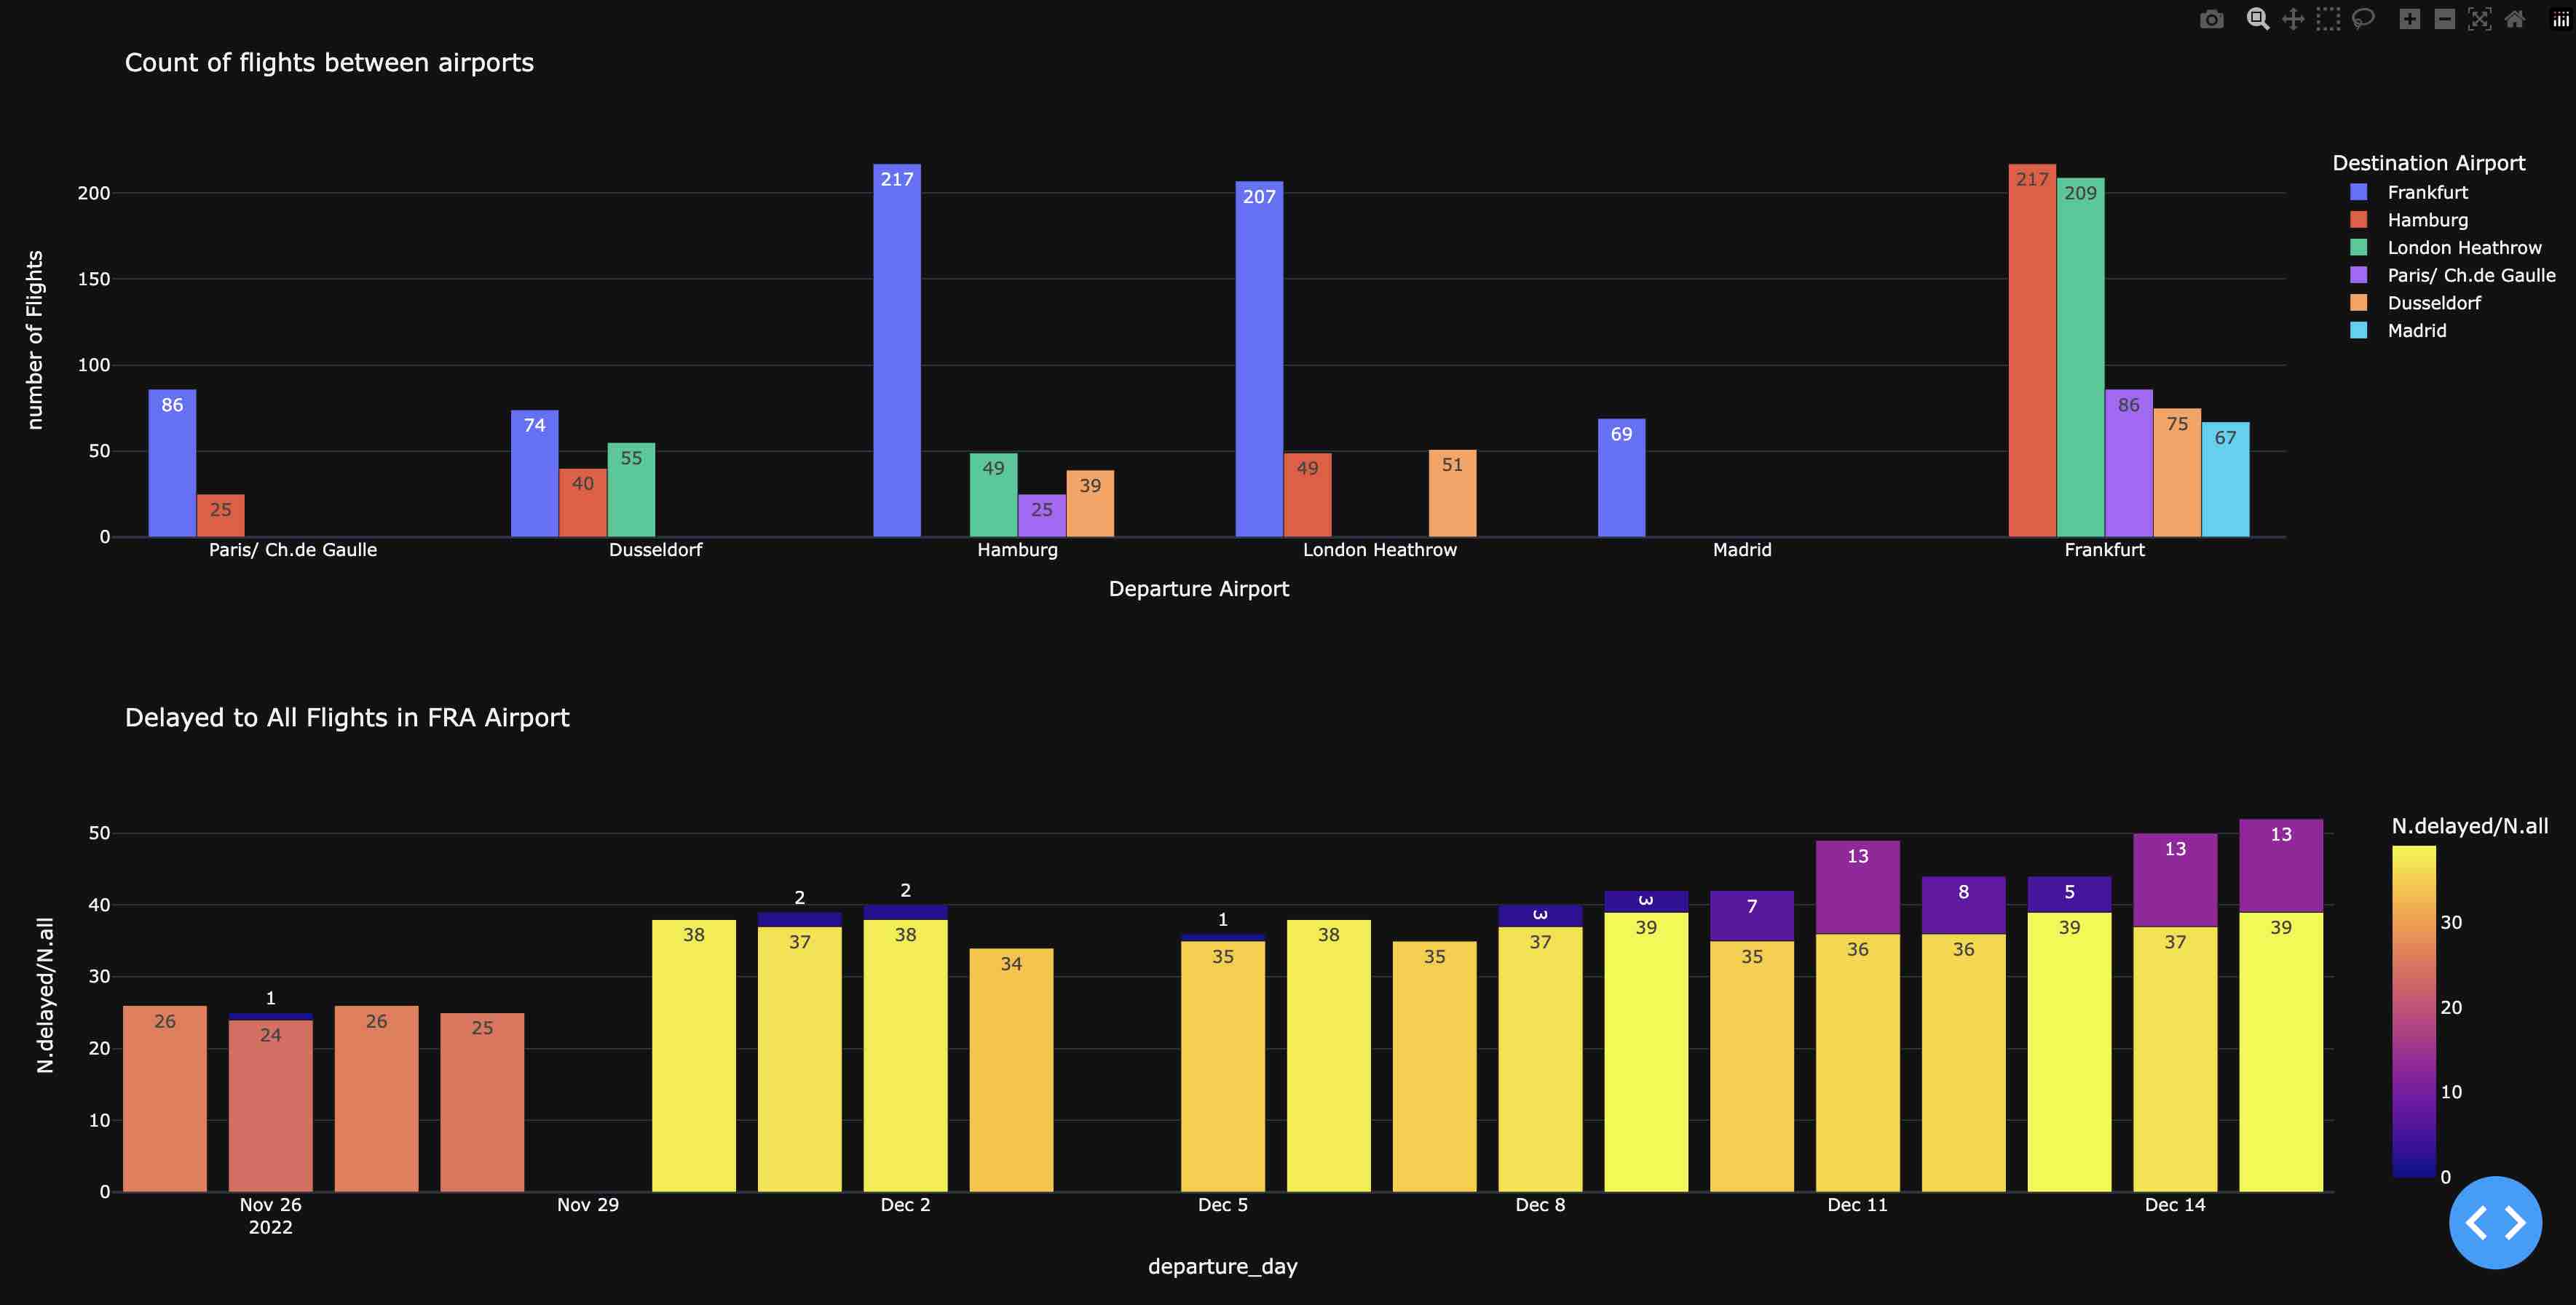 Count of flights between airports
number of Flights
200
150
100
50
0
86
25
74
40
55
217
49
25
39
207
49
51
69
217
209
86
75
67
Paris/ Ch.de Gaulle
Dusseldorf
Hamburg
London Heathrow
Madrid
Frankfurt
Departure Airport
Destination Airport
Frankfurt
Hamburg
London Heathrow
Paris/ Ch.de Gaulle
Dusseldorf
Madrid
Delayed to All Flights in FRA Airport
N.delayed/N.all
50
40
30
20
10
0
26
1
24
26
25
38
2
37
2
38
34
1
35
38
35
3
37
3
39
7
35
13
36
8
36
5
39
13
37
13
39
Nov 26
2022
Nov 29
Dec 2
Dec 5
Dec 8
Dec 11
Dec 14
departure_day
N.delayed/N.all
30
20
10
0